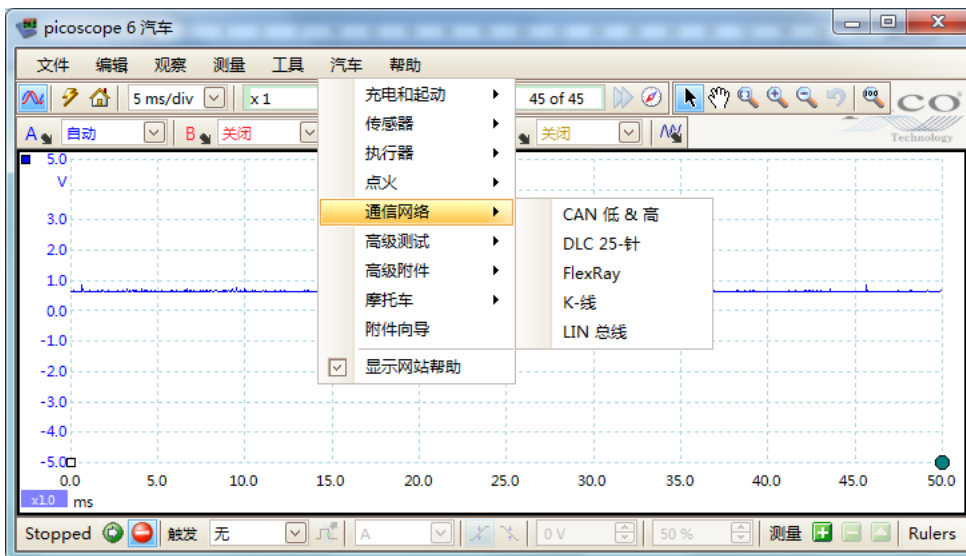 picoscope 6 汽车
文件 编辑 观察 测量 工具 汽车 帮助
5 ms/div x 1 45 of 45
CO
Technology
A 自动 B 关闭 关闭
充电和起动
传感器
执行器
点火
通信网络
高级测试
高级附件
摩托车
附件向导
显示网站帮助
CAN 低 & 高
DLC 25-针
FlexRay
K-线
LIN 总线
5.0
V
3.0
2.0
1.0
0.0
-1.0
-2.0
-3.0
-4.0
-5.0
0.0 5.0 10.0 15.0 20.0 25.0 30.0 35.0 40.0 45.0 50.0
x1.0 ms
Stopped 触发 无 A 0 V 50 % 测量 Rulers